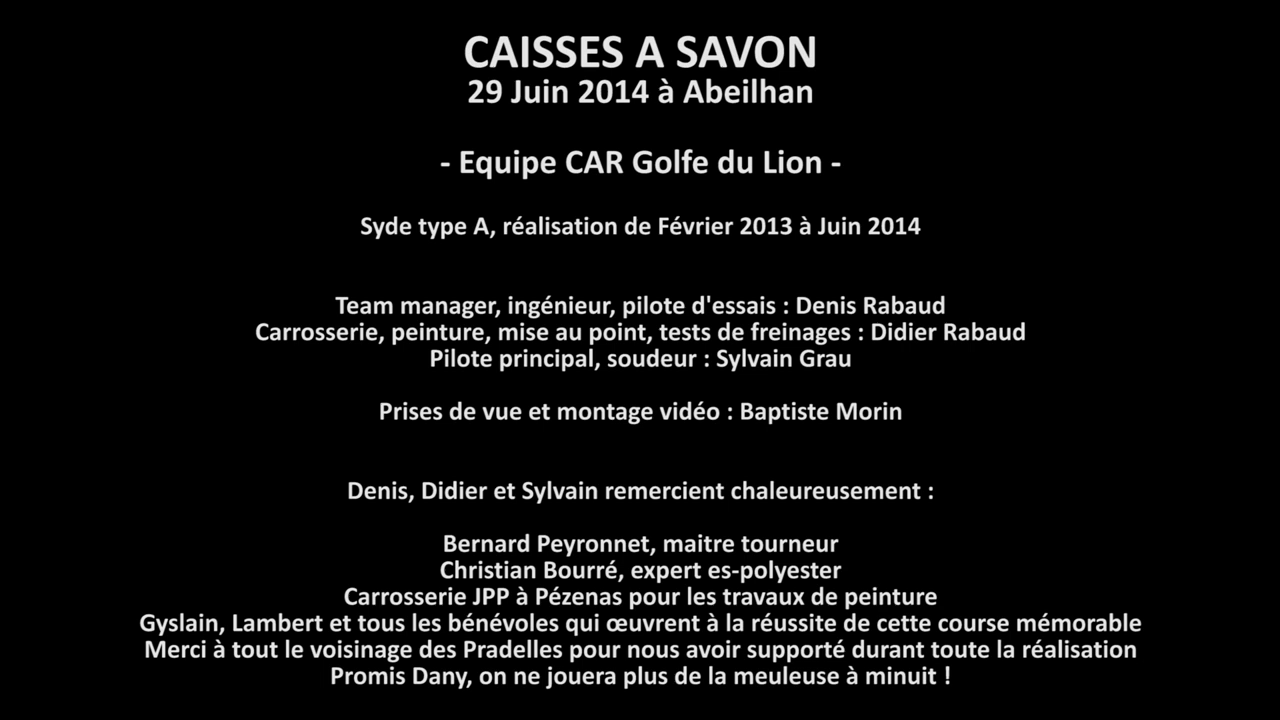 CAISSES A SAVON
29 Juin 2014 à Abeilhan
- Equipe CAR Golfe du Lion -
Syde type A, réalisation de Février 2013 à Juin 2014
Team manager, ingénieur, pilote d'essais : Denis Rabaud
Carrosserie, peinture, mise au point, tests de freinages : Didier Rabaud
Pilote principal, soudeur : Sylvain Grau
Prises de vue et montage vidéo : Baptiste Morin
Denis, Didier et Sylvain remercient chaleureusement :
Bernard Peyronnet, maitre tourneur
Christian Bourré, expert es-polyester
Carrosserie JPP à Pézenas pour les travaux de peinture
Gyslain, Lambert et tous les bénévoles qui œuvrent à la réussite de cette course mémorable
Merci à tout le voisinage des Pradelles pour nous avoir supporté durant toute la réalisation
Promis Dany, on ne jouera plus de la meuleuse à minuit !